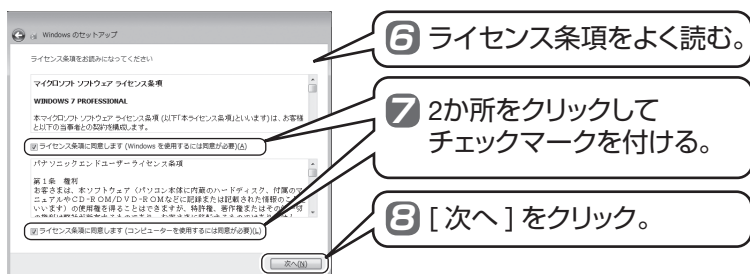 Windows のセットアップ
ライセンス条項をお読みになってください
マイクロソフト ソフトウェア ライセンス条項
WINDOWS 7 PROFESSIONAL
本マイクロソフト ソフトウェア ライセンス条項 (以下「本ライセンス条項」といいます) は、お客様
と以下の当事者との契約を構成します。
ライセンス条項に同意します (Windows を使用するには同意が必要)(A)
パナソニックエンドユーザーライセンス条項
第1条 権利
お客さまは、本ソフトウェア（パソコン本体に内蔵のハードディスク、付属のマ
ニュアルやCD-ROM/DVD-ROMなどに記録または記載された情報のこ
いいます）の使用権を得ることはできますが、特許権、著作権またはその
ライセンス条項に同意します (コンピューターを使用するには同意が必要)(L)
次へ(N)
6 ライセンス条項をよく読む。
7 2か所をクリックして
チェックマークを付ける。
8 [ 次へ ] をクリック。